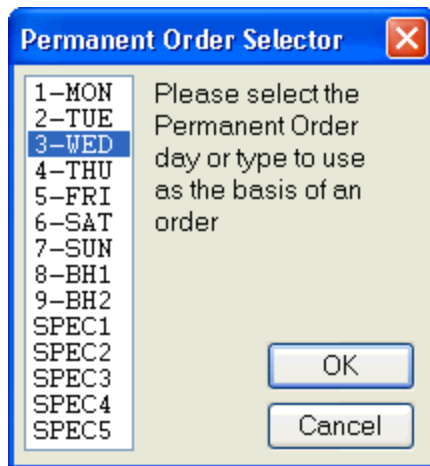 Permanent Order Selector
1-MON
2-TUE
3-WED
4-THU
5-FRI
6-SAT
7-SUN
8-BH1
9-BH2
SPEC1
SPEC2
SPEC3
SPEC4
SPEC5
Please select the
Permanent Order
day or type to use
as the basis of an
order
OK
Cancel